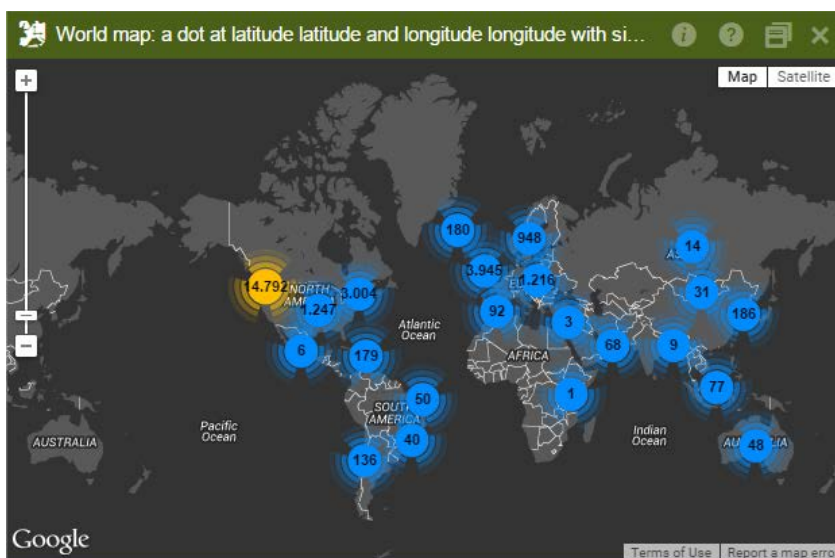 World map: a dot at latitude latitude and longitude longitude with si...
Map Satellite
180
948
14
3.945
1.216
14.792
NORTH AMERICA
3.004
1.247
31
186
92
3
Atlantic Ocean
6
179
AFRICA
68
9
77
50
SOUTH AMERICA
1
40
Pacific Ocean
Indian Ocean
AUSTRALIA
48
136
Google
Terms of Use Report a map erro